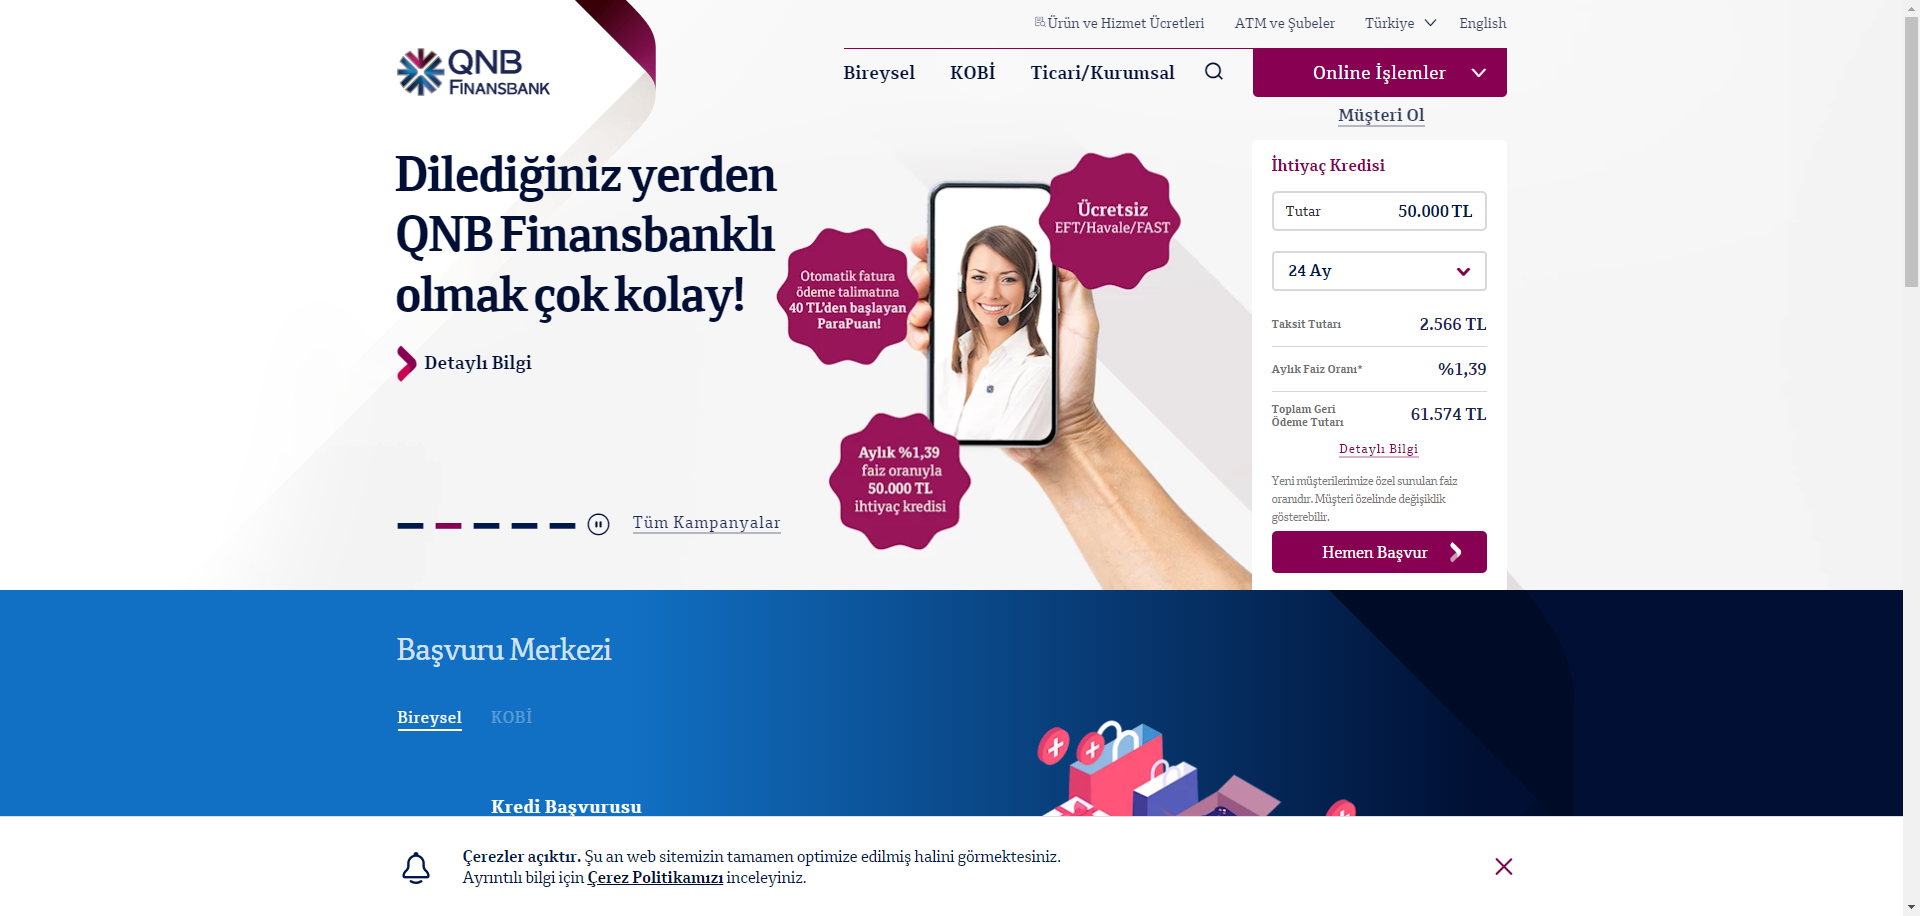 Ürün ve Hizmet Ücretleri
ATM ve Şubeler
Türkiye
English
QNB
FINANSBANK
Bireysel
KOBİ
Ticari/Kurumsal
Online İşlemler
Müşteri Ol
Dilediğiniz yerden
QNB Finansbanklı
olmak çok kolay!
Detaylı Bilgi
Otomatik fatura
ödeme talimatına
40 TL'den başlayan
ParaPuan!
Ücretsiz
EFT/Havale/FAST
Aylık %1,39
faiz oranıyla
50.000 TL
ihtiyaç kredisi
Tüm Kampanyalar
İhtiyaç Kredisi
Tutar 50.000 TL
24 Ay
Taksit Tutarı 2.566 TL
Aylık Faiz Oranı* %1,39
Toplam Geri
Ödeme Tutarı 61.574 TL
Detaylı Bilgi
Yeni müşterilerimize özel sunulan faiz
oranıdır. Müşteri özelinde değişiklik
gösterebilir.
Hemen Başvur
Başvuru Merkezi
Bireysel
KOBİ
Kredi Başvurusu
Çerezler açıktır. Şu an web sitemizin tamamen optimize edilmiş halini görmektesiniz.
Ayrıntılı bilgi için Çerez Politikamızı inceleyiniz.